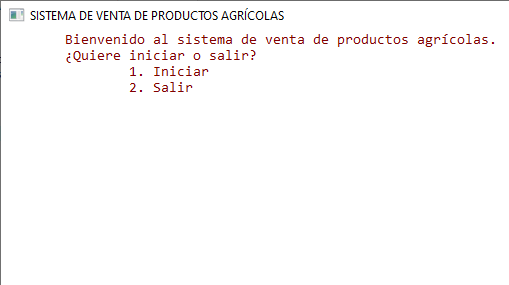 SISTEMA DE VENTA DE PRODUCTOS AGRÍCOLAS
Bienvenido al sistema de venta de productos agrícolas.
¿Quiere iniciar o salir?
1. Iniciar
2. Salir